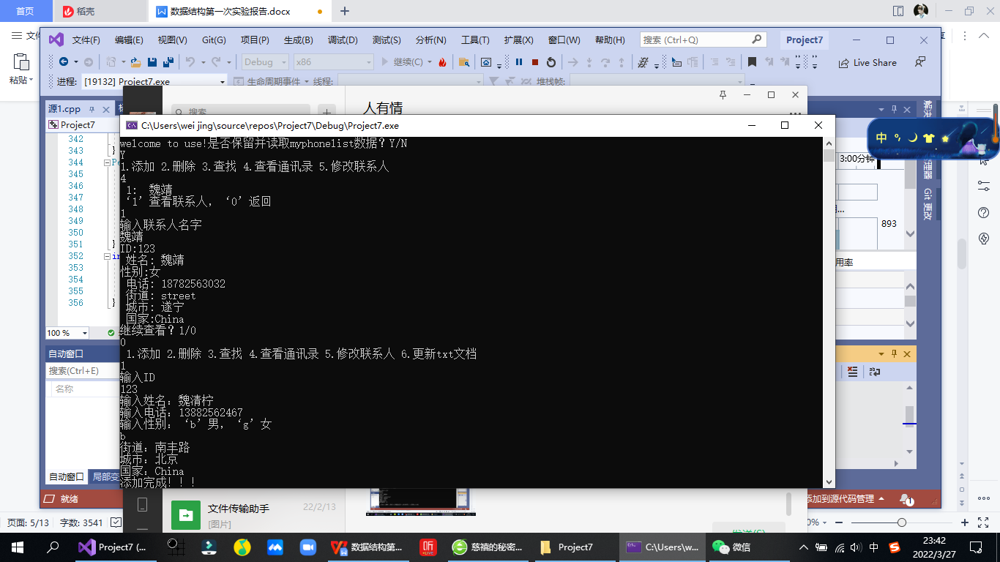 首页
稻壳
数据结构第一次实验报告.docx
文件(F) 编辑(E) 视图(V) Git(G) 项目(P) 生成(B) 调试(D) 测试(S) 分析(N) 工具(T) 扩展(X) 窗口(W) 帮助(H) 搜索 (Ctrl+Q) Project7
粘贴
Debug x86 继续(C) Live Share
进程: [19132] Project7.exe 生命周期事件 线程: 堆栈帧:
源1.cpp
搜索
人有情
Project7
C:\Users\wei jing\source\repos\Project7\Debug\Project7.exe
welcome to use!是否保留并读取myphonelist数据？Y/N
Y
1.添加 2.删除 3.查找 4.查看通讯录 5.修改联系人
4
1: 魏靖
‘1’查看联系人，‘0’返回
1
输入联系人名字
魏靖
ID:123
姓名: 魏靖
性别:女
电话: 18782563032
街道: street
城市: 遂宁
国家:China
继续查看？1/0
0
1.添加 2.删除 3.查找 4.查看通讯录 5.修改联系人 6.更新txt文档
1
输入ID
123
输入姓名：魏清柠
输入电话：13882562467
输入性别：‘b’男，‘g’女
b
街道：南丰路
城市：北京
国家：China
添加完成！！！
342
343 }
344 Pe
345
346
347
348
349
350
351 }
352 in
353
354
355
356 }
100 %
自动窗口
搜索(Ctrl+E)
名称
自动窗口 局部变
就绪
中
3:00分钟
Git 更改
893
用率
添加到源代码管理
1
文件传输助手 22/2/13
[图片]
发送(S)
页面: 5/13 字数: 3541
Project7 (... 数据结构第... 慈禧的秘密... Project7 C:\Users\w... 微信 中
23:42
2022/3/27